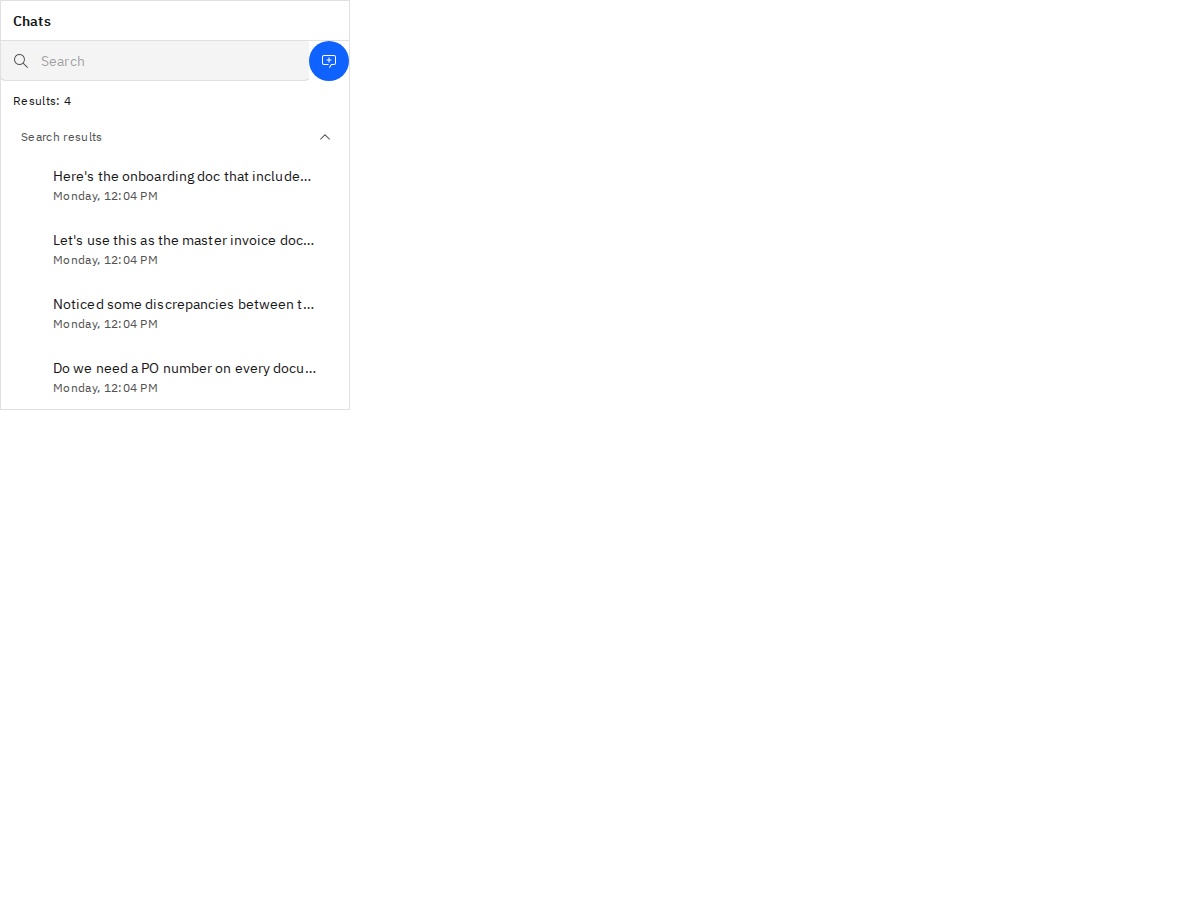 Chats
Search
Results: 4
Search results
Here's the onboarding doc that include...
Monday, 12:04 PM
Let's use this as the master invoice doc...
Monday, 12:04 PM
Noticed some discrepancies between t...
Monday, 12:04 PM
Do we need a PO number on every docu...
Monday, 12:04 PM